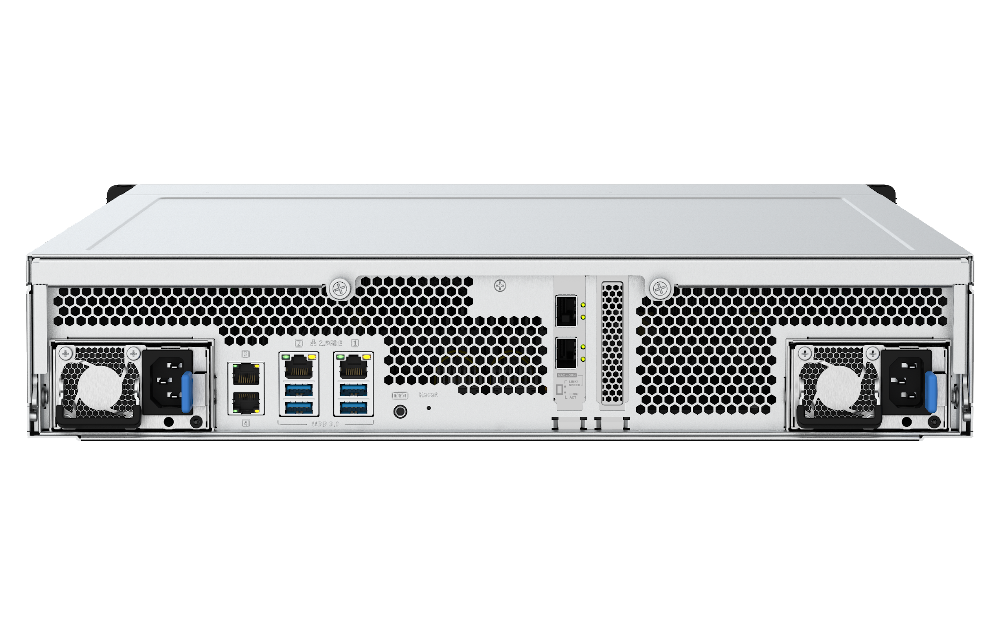 2 2.5GbE 1
3
4
USB 3.0
Reset
MAX = GRN
LINK/
SPEED
LINK/
ACT